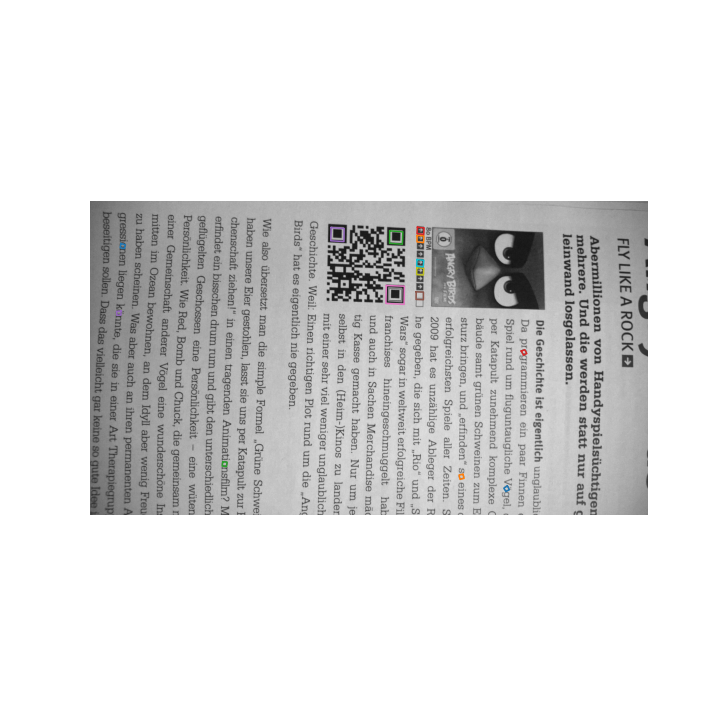 FLY LIKE A ROCK
Abermillionen von Handyspielsüchtigen
mehrere. Und die werden statt nur auf
leinwand losgelassen.
ANGRY BIRDS
80 BPM
Die Geschichte ist eigentlich
Da programmieren ein paar Finnen
Spiel rund um fluguntaugliche Vögel,
per Katapult zunehmend komplexe
bäude samt grünen Schweinen zum
sturz bringen, und „erfinden“ so eines
erfolgreichsten Spiele aller Zeiten.
2009 hat es unzählige Ableger der
he gegeben, die sich mit „Rio“ und
Wars“ sogar in weltweit erfolgreiche
franchises hineingeschmuggelt
und auch in Sachen Merchandise
tig Kasse gemacht haben. Nur um
selbst in den (Heim-)Kinos zu
mit einer sehr viel weniger
Geschichte. Weil: Einen richtigen Plot rund um die
Birds“ hat es eigentlich nie gegeben.
Wie also übersetzt man die simple Formel „Grüne
haben unsere Eier gestohlen, lasst sie uns per Katapult zur
chenschaft ziehen!“ in einen tragenden Animationsfilm?
erfindet ein bisschen drum rum und gibt den
geflügelten Geschossen eine Persönlichkeit – eine
Persönlichkeit. Wie Red, Bomb und Chuck, die gemeinsam
einer Gemeinschaft anderer Vögel eine wunderschöne
mitten im Ozean bewohnen, an dem Idyll aber wenig
zu haben scheinen. Was aber auch an ihren permanenten
gressionen liegen könnte, die sie in einer Art
beseitigen sollen. Dass das vielleicht gar keine so gute Idee